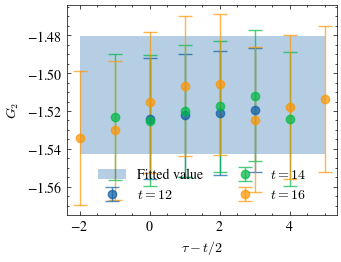 −1.48
−1.50
−1.52
−1.54
−1.56
G₂
−2 0 2 4
τ − t/2
Fitted value
t = 12
t = 14
t = 16